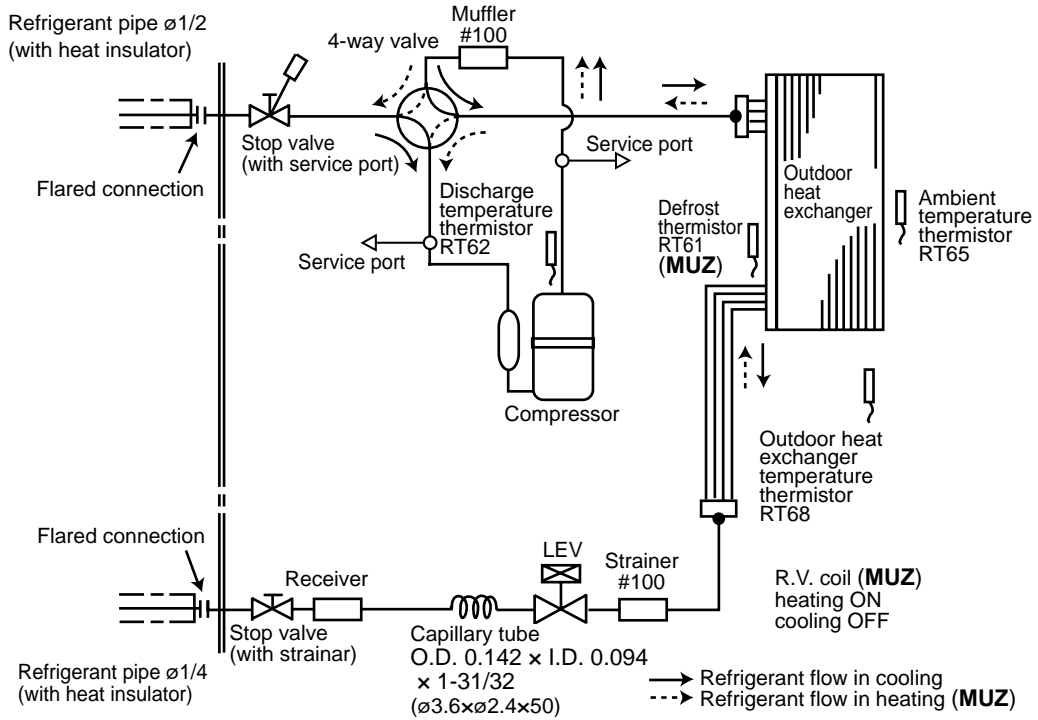 Refrigerant pipe ø1/2
(with heat insulator)
4-way valve
Muffler
#100
Stop valve
(with service port)
Flared connection
Service port
Discharge
temperature
thermistor
RT62
Service port
Compressor
Defrost
thermistor
RT61
(MUZ)
Outdoor
heat
exchanger
Ambient
temperature
thermistor
RT65
Outdoor heat
exchanger
temperature
thermistor
RT68
Flared connection
Receiver
LEV
Strainer
#100
R.V. coil (MUZ)
heating ON
cooling OFF
Stop valve
(with strainar)
Capillary tube
O.D. 0.142 × I.D. 0.094
× 1-31/32
(ø3.6×ø2.4×50)
Refrigerant pipe ø1/4
(with heat insulator)
Refrigerant flow in cooling
Refrigerant flow in heating (MUZ)